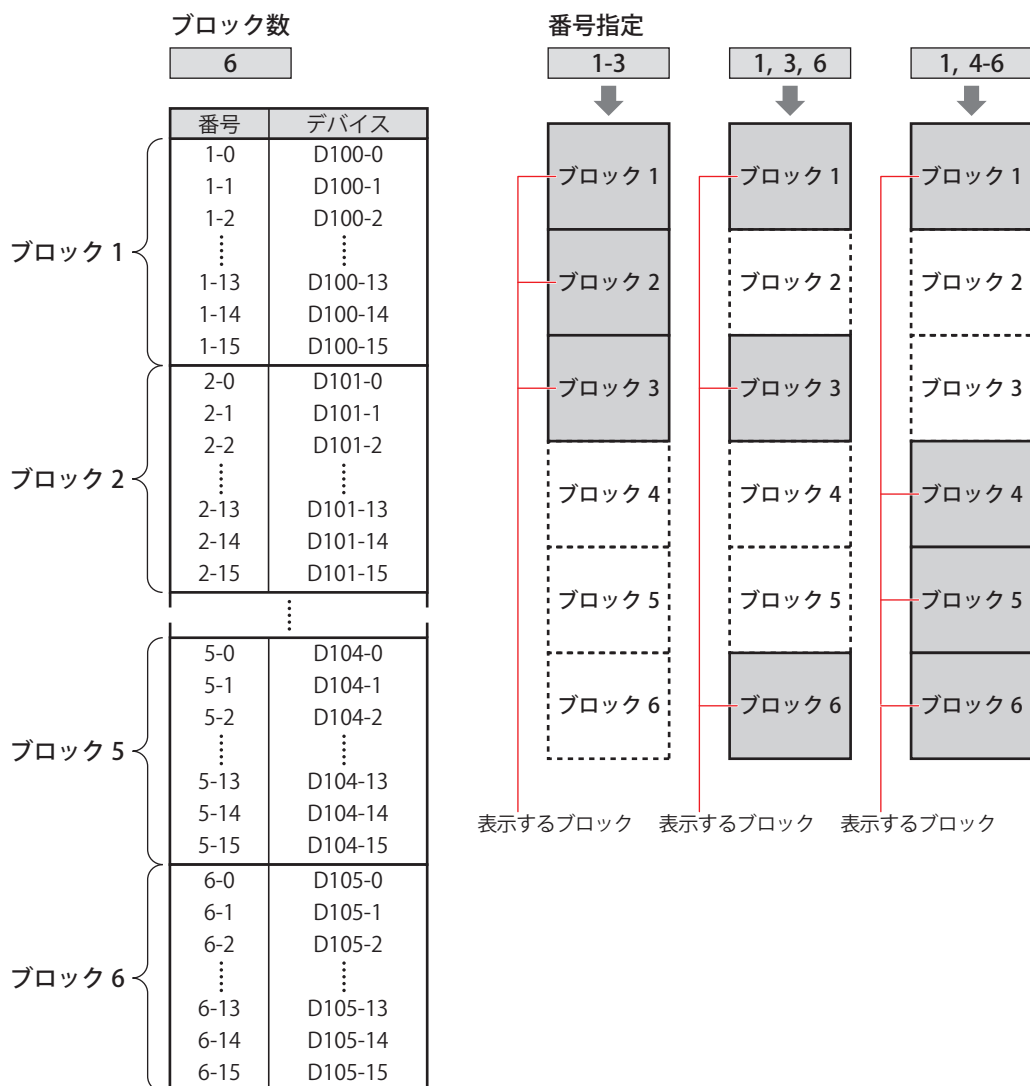 ブロック数
6
番号 デバイス
ブロック 1
1-0 D100-0
1-1 D100-1
1-2 D100-2
1-13 D100-13
1-14 D100-14
1-15 D100-15
ブロック 2
2-0 D101-0
2-1 D101-1
2-2 D101-2
2-13 D101-13
2-14 D101-14
2-15 D101-15
ブロック 5
5-0 D104-0
5-1 D104-1
5-2 D104-2
5-13 D104-13
5-14 D104-14
5-15 D104-15
ブロック 6
6-0 D105-0
6-1 D105-1
6-2 D105-2
6-13 D105-13
6-14 D105-14
6-15 D105-15
番号指定
1-3
ブロック 1
ブロック 2
ブロック 3
ブロック 4
ブロック 5
ブロック 6
表示するブロック
1, 3, 6
ブロック 1
ブロック 2
ブロック 3
ブロック 4
ブロック 5
ブロック 6
表示するブロック
1, 4-6
ブロック 1
ブロック 2
ブロック 3
ブロック 4
ブロック 5
ブロック 6
表示するブロック